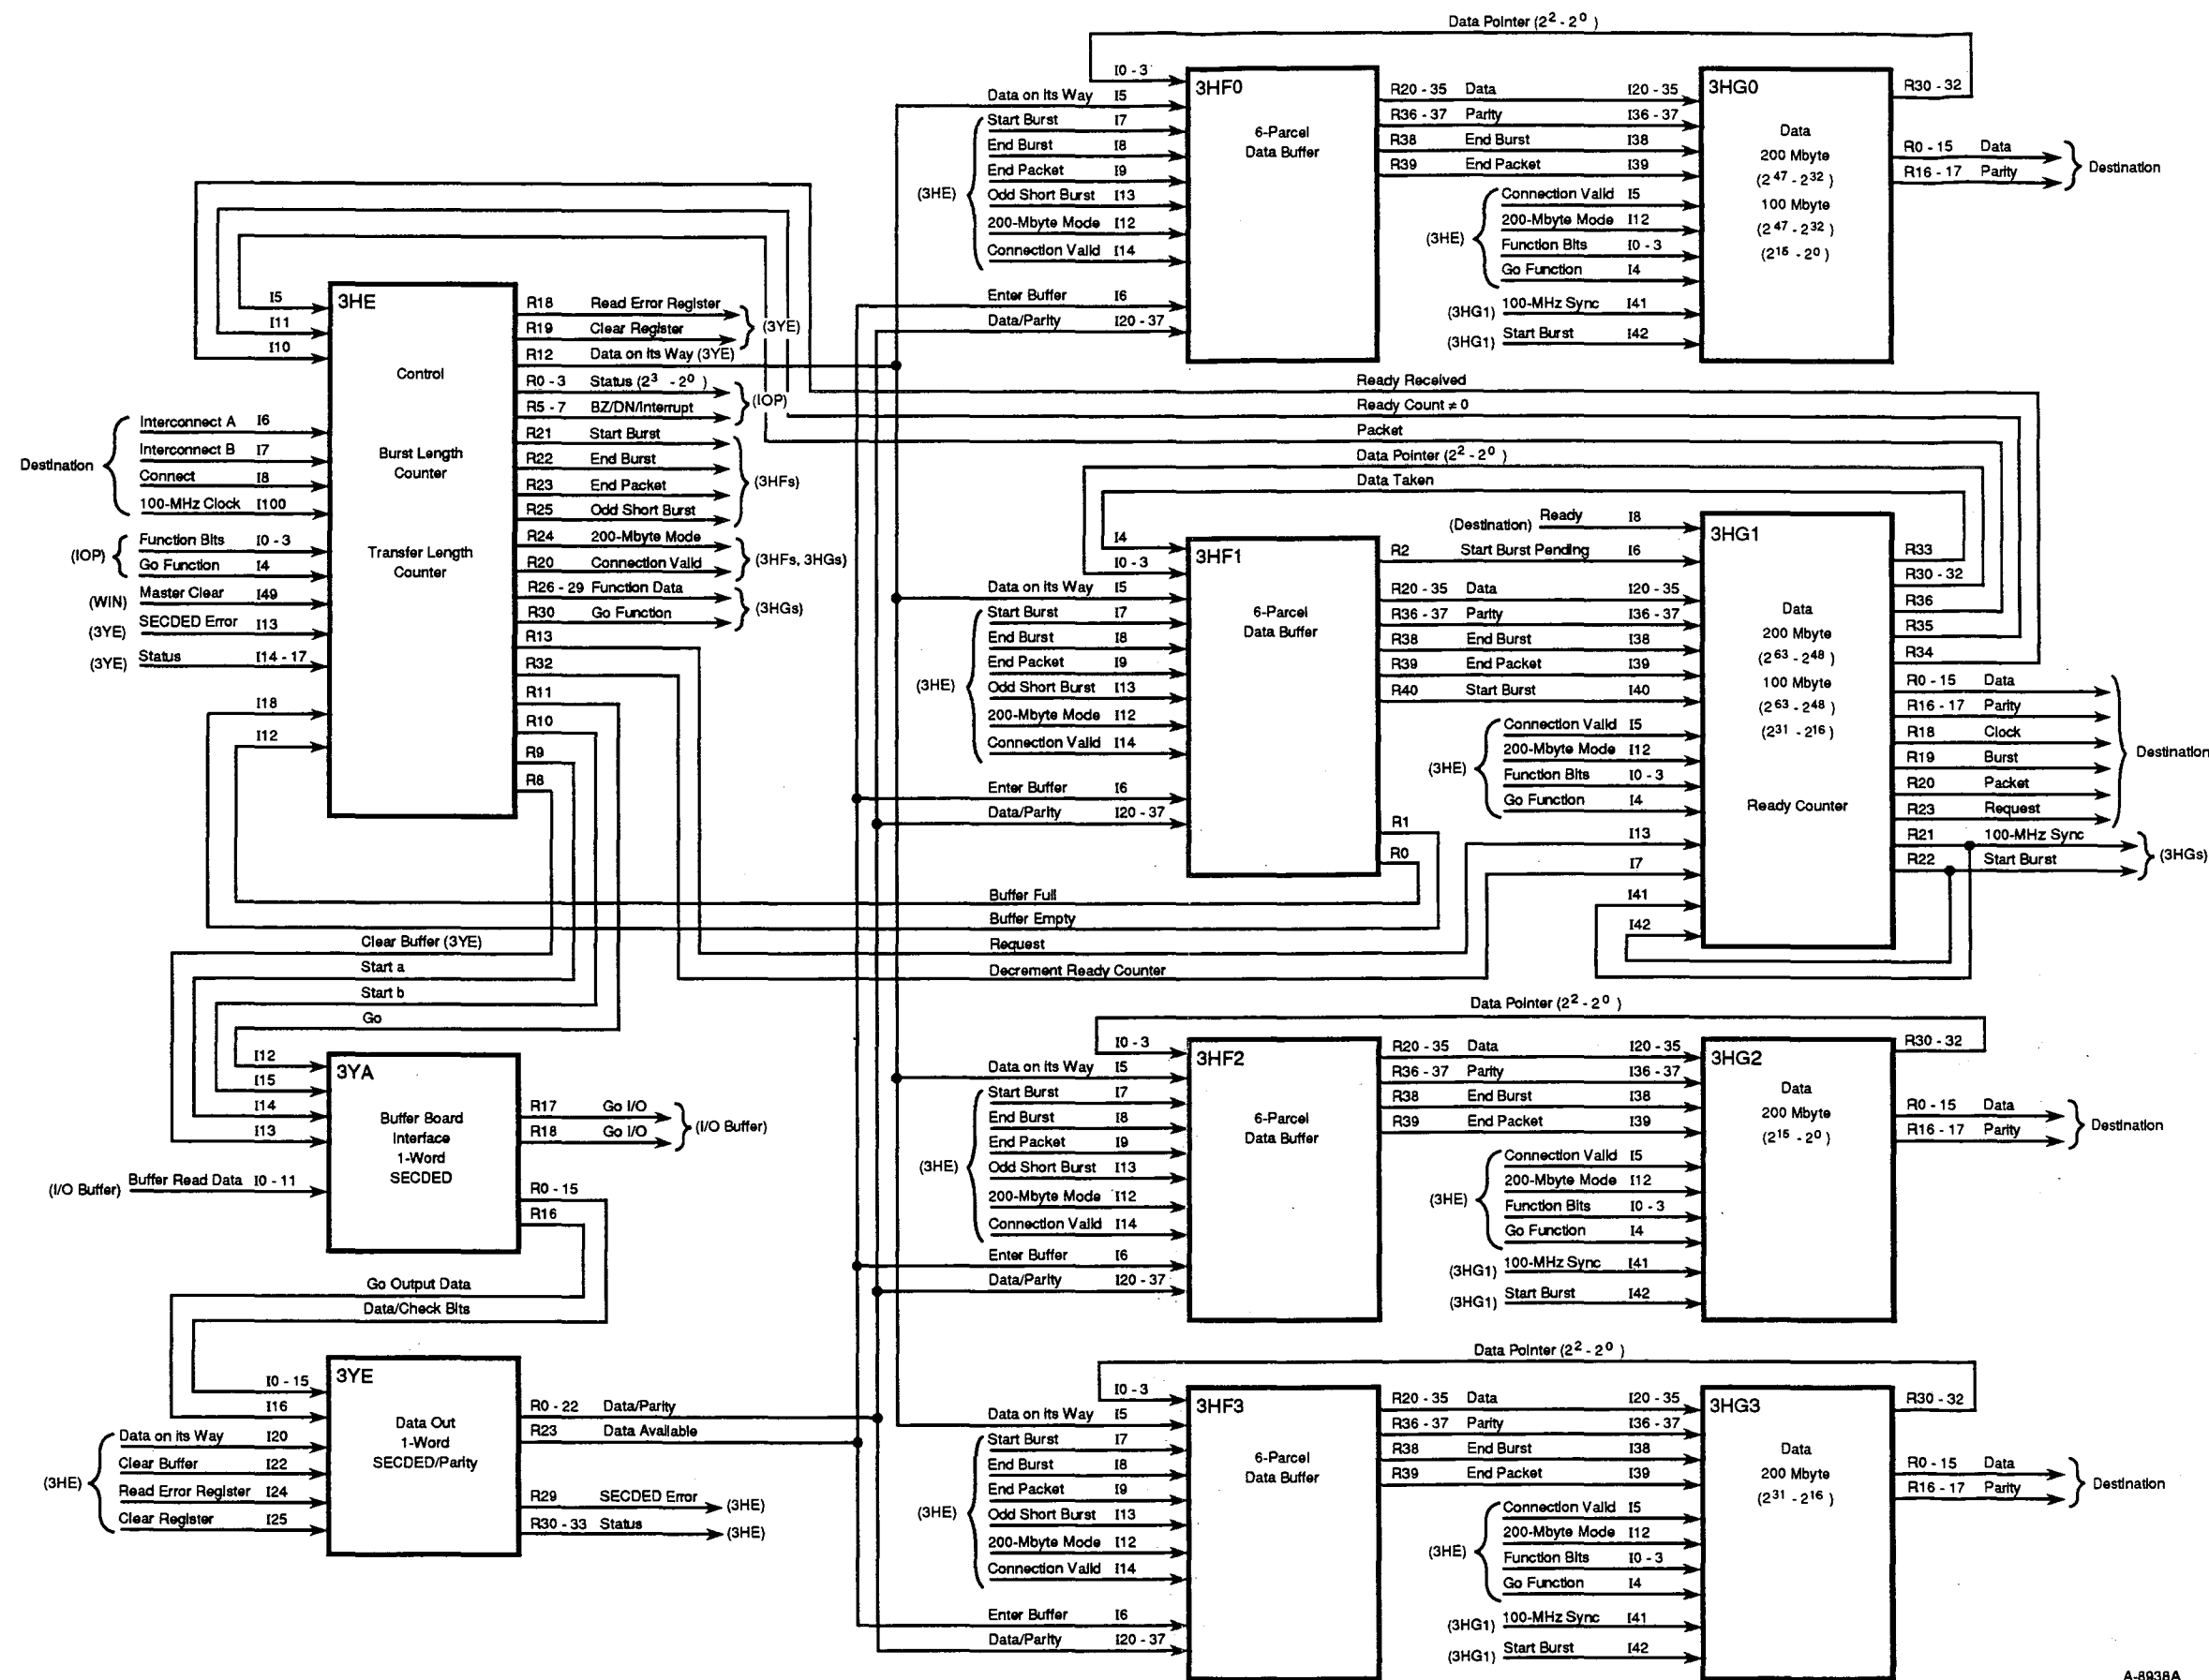 Data Pointer (2² - 2⁰ )
I0 - 3
Data on its Way I5
Start Burst I7
End Burst I8
End Packet I9
Odd Short Burst I13
200-Mbyte Mode I12
Connection Valid I14
(3HE)
Enter Buffer I6
Data/Parity I20 - 37
3HF0
6-Parcel
Data Buffer
R20 - 35 Data I20 - 35
R36 - 37 Parity I36 - 37
R38 End Burst I38
R39 End Packet I39
Connection Valid I5
200-Mbyte Mode I12
Function Bits I0 - 3
Go Function I4
(3HE)
(3HG1) 100-MHz Sync I41
(3HG1) Start Burst I42
3HG0
Data
200 Mbyte
(2⁴⁷ - 2³²)
100 Mbyte
(2⁴⁷ - 2³²)
(2¹⁵ - 2⁰)
R30 - 32
R0 - 15 Data
R16 - 17 Parity
Destination
I5
I11
I10
Destination
Interconnect A I6
Interconnect B I7
Connect I8
100-MHz Clock I100
(IOP)
Function Bits I0 - 3
Go Function I4
(WIN) Master Clear I49
(3YE) SECDED Error I13
(3YE) Status I14 - 17
I18
I12
3HE
Control
Burst Length
Counter
Transfer Length
Counter
R18 Read Error Register
R19 Clear Register
(3YE)
R12 Data on its Way (3YE)
R0 - 3 Status (2³ - 2⁰ )
R5 - 7 BZ/DN/Interrupt
(IOP)
R21 Start Burst
R22 End Burst
R23 End Packet
R25 Odd Short Burst
(3HFs)
R24 200-Mbyte Mode
R20 Connection Valid
(3HFs, 3HGs)
R26 - 29 Function Data
R30 Go Function
(3HGs)
R13
R32
R11
R10
R9
R8
Ready Received
Ready Count ≠ 0
Packet
Data Pointer (2² - 2⁰ )
Data Taken
I4
I0 - 3
Data on its Way I5
Start Burst I7
End Burst I8
End Packet I9
Odd Short Burst I13
200-Mbyte Mode I12
Connection Valid I14
(3HE)
Enter Buffer I6
Data/Parity I20 - 37
3HF1
6-Parcel
Data Buffer
R1
R0
(Destination) Ready I8
R2 Start Burst Pending I6
R20 - 35 Data I20 - 35
R36 - 37 Parity I36 - 37
R38 End Burst I38
R39 End Packet I39
R40 Start Burst I40
Connection Valid I5
200-Mbyte Mode I12
Function Bits I0 - 3
Go Function I4
(3HE)
I13
I7
I41
I42
3HG1
Data
200 Mbyte
(2⁶³ - 2⁴⁸)
100 Mbyte
(2⁶³ - 2⁴⁸)
(2³¹ - 2¹⁶)
Ready Counter
R33
R30 - 32
R36
R35
R34
R0 - 15 Data
R16 - 17 Parity
R18 Clock
R19 Burst
R20 Packet
R23 Request
Destination
R21 100-MHz Sync
R22 Start Burst
(3HGs)
Buffer Full
Buffer Empty
Request
Decrement Ready Counter
Clear Buffer (3YE)
Start a
Start b
Go
I12
I15
I14
I13
(I/O Buffer) Buffer Read Data I0 - 11
3YA
Buffer Board
Interface
1-Word
SECDED
R17 Go I/O
R18 Go I/O
(I/O Buffer)
R0 - 15
R16
Go Output Data
Data/Check Bits
I0 - 15
I16
(3HE)
Data on its Way I20
Clear Buffer I22
Read Error Register I24
Clear Register I25
3YE
Data Out
1-Word
SECDED/Parity
R0 - 22 Data/Parity
R23 Data Available
R29 SECDED Error (3HE)
R30 - 33 Status (3HE)
Data Pointer (2² - 2⁰ )
I0 - 3
Data on its Way I5
Start Burst I7
End Burst I8
End Packet I9
Odd Short Burst I13
200-Mbyte Mode I12
Connection Valid I14
(3HE)
Enter Buffer I6
Data/Parity I20 - 37
3HF2
6-Parcel
Data Buffer
R20 - 35 Data I20 - 35
R36 - 37 Parity I36 - 37
R38 End Burst I38
R39 End Packet I39
Connection Valid I5
200-Mbyte Mode I12
Function Bits I0 - 3
Go Function I4
(3HE)
(3HG1) 100-MHz Sync I41
(3HG1) Start Burst I42
3HG2
Data
200 Mbyte
(2¹⁵ - 2⁰)
R30 - 32
R0 - 15 Data
R16 - 17 Parity
Destination
Data Pointer (2² - 2⁰ )
I0 - 3
Data on its Way I5
Start Burst I7
End Burst I8
End Packet I9
Odd Short Burst I13
200-Mbyte Mode I12
Connection Valid I14
(3HE)
Enter Buffer I6
Data/Parity I20 - 37
3HF3
6-Parcel
Data Buffer
R20 - 35 Data I20 - 35
R36 - 37 Parity I36 - 37
R38 End Burst I38
R39 End Packet I39
Connection Valid I5
200-Mbyte Mode I12
Function Bits I0 - 3
Go Function I4
(3HE)
(3HG1) 100-MHz Sync I41
(3HG1) Start Burst I42
3HG3
Data
200 Mbyte
(2³¹ - 2¹⁶)
R30 - 32
R0 - 15 Data
R16 - 17 Parity
Destination
A-8938A